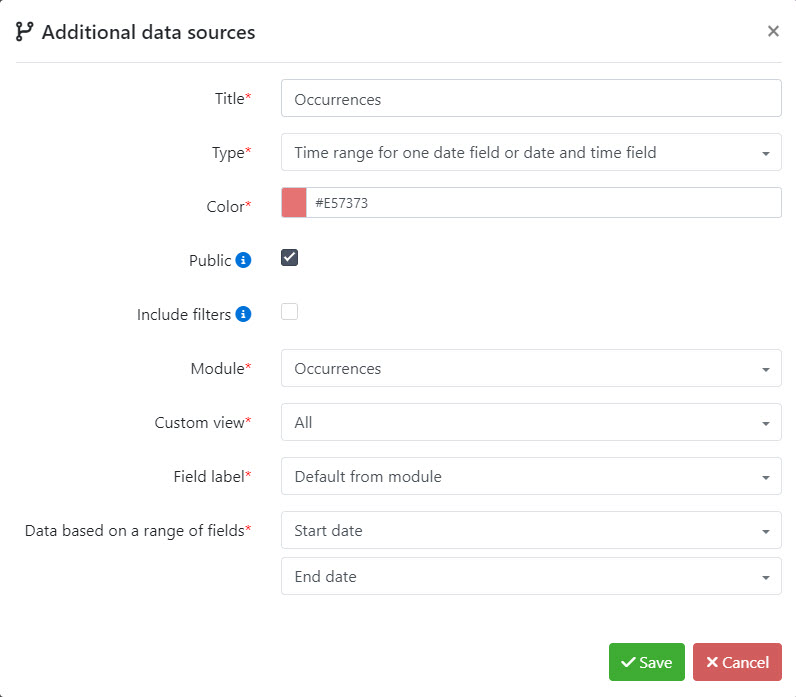 Additional data sources
Title* Occurrences
Type* Time range for one date field or date and time field
Color* #E57373
Public
Include filters
Module* Occurrences
Custom view* All
Field label* Default from module
Data based on a range of fields* Start date
End date
Save Cancel